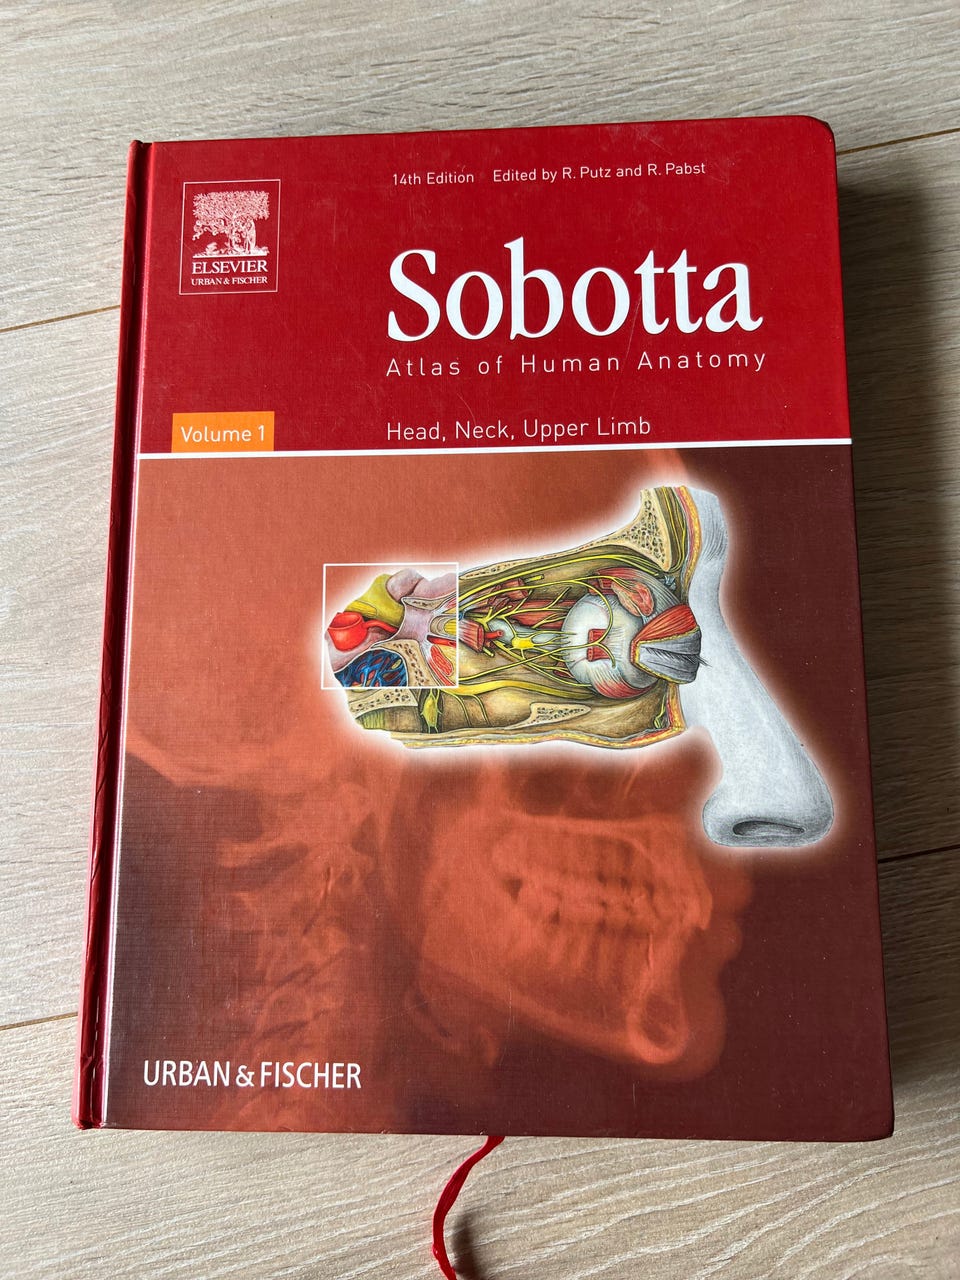 14th Edition Edited by R. Putz and R. Pabst
ELSEVIER
URBAN & FISCHER
Sobotta
Atlas of Human Anatomy
Volume 1
Head, Neck, Upper Limb
URBAN & FISCHER